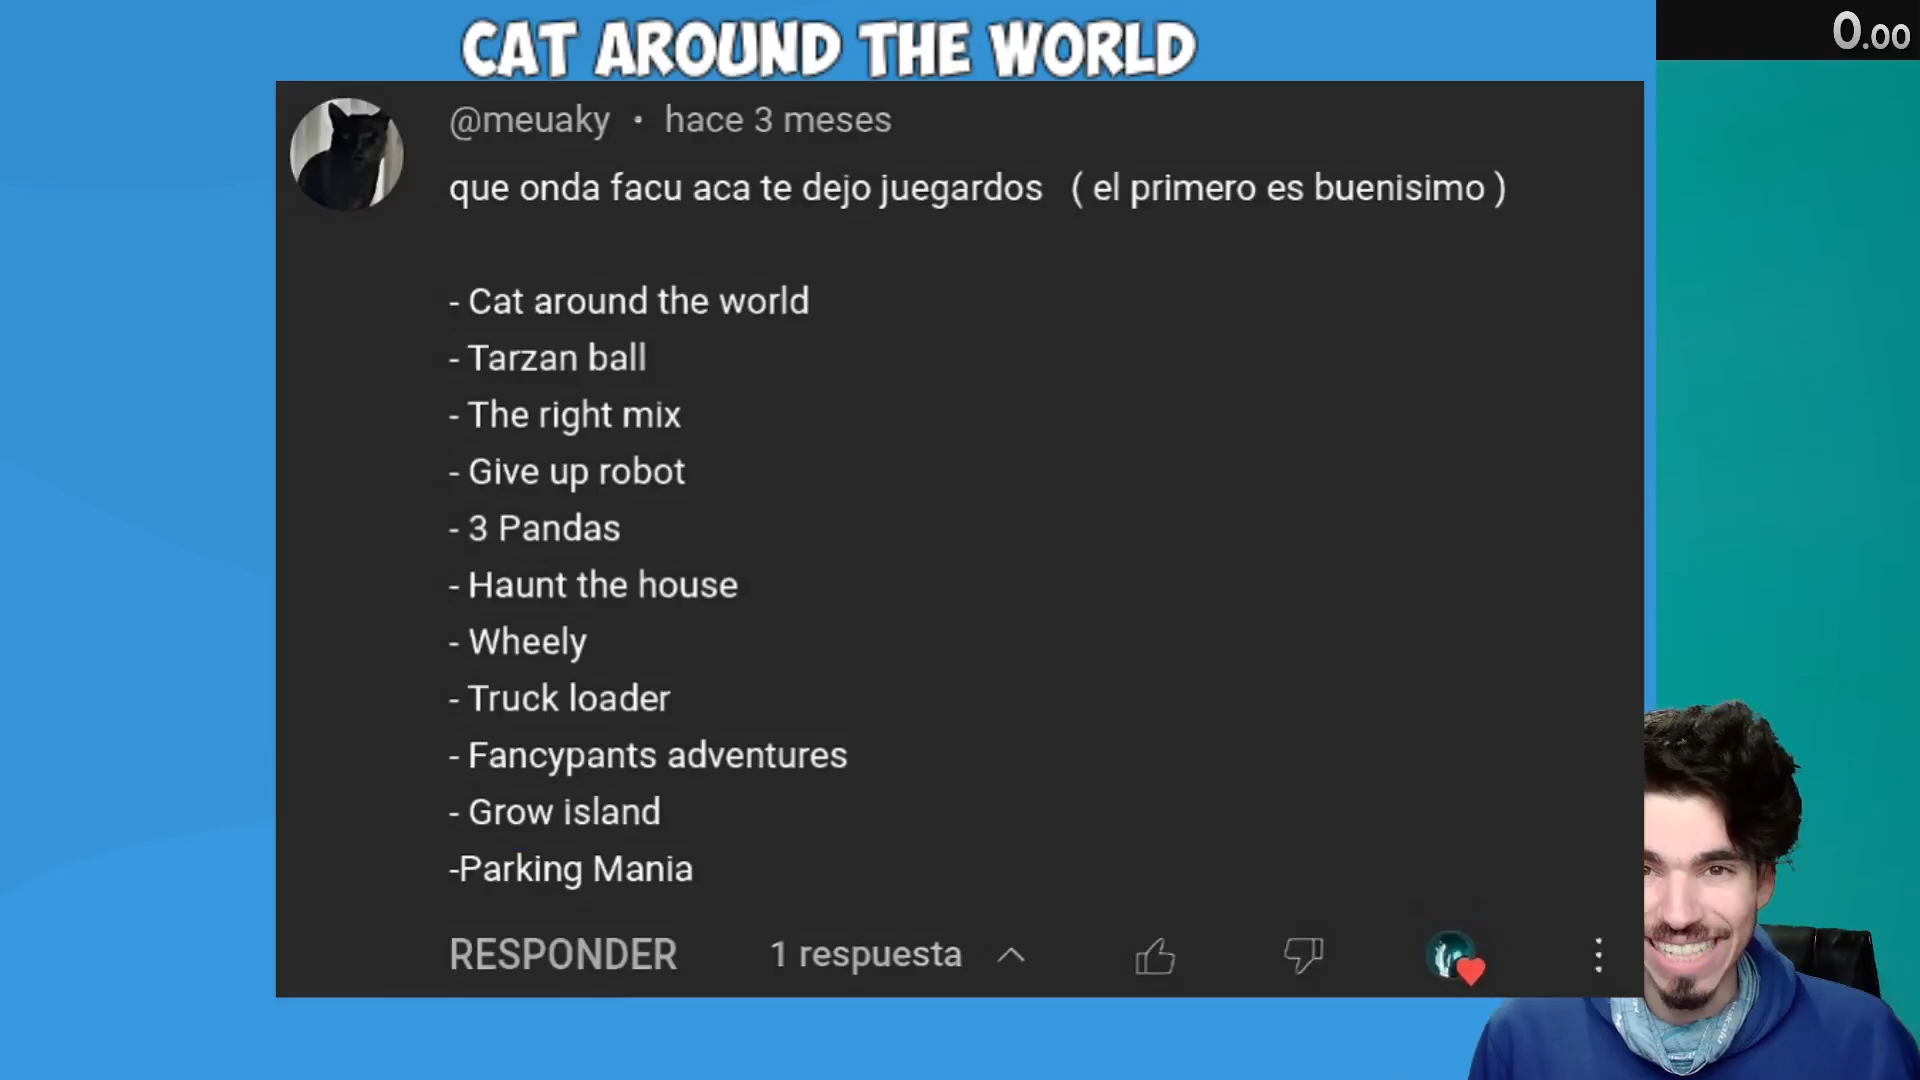 CAT AROUND THE WORLD
0.00
@meuaky • hace 3 meses
que onda facu aca te dejo juegardos ( el primero es buenisimo )
- Cat around the world
- Tarzan ball
- The right mix
- Give up robot
- 3 Pandas
- Haunt the house
- Wheely
- Truck loader
- Fancypants adventures
- Grow island
-Parking Mania
RESPONDER 1 respuesta